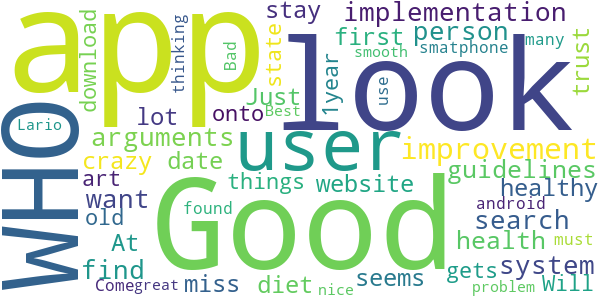 app
look
Good
WHO
user
stay
implementation
first
person
smatphone
many
smooth
state
thinking
download
Bad
trust
use
1year
onto
Just
Best
lot
Lario
arguments
improvement
crazy
date
guidelines
art
things
website
healthy
want
android
old
found
search
At
health
must
find
miss
diet
seems
gets
system
Will
Comegreat
nice
problem